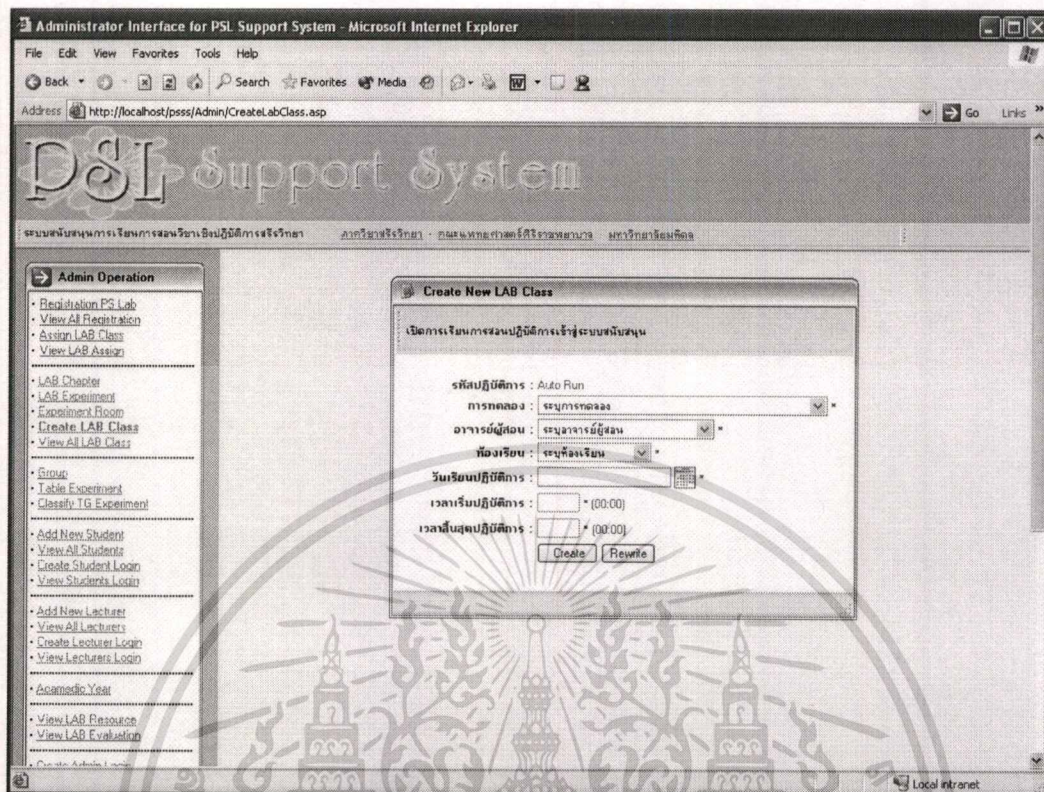 Administrator Interface for PSL Support System - Microsoft Internet Explorer
File Edit View Favorites Tools Help
Back Search Favorites Media
Address http://localhost/psss/Admin/CreateLabClass.asp Go Links »
PSL Support System
ระบบสนับสนุนการเรียนการสอนวิชาเชิงปฏิบัติการสรีรวิทยา ภาควิชาสรีรวิทยา - คณะแพทยศาสตร์ศิริราชพยาบาล มหาวิทยาลัยมหิดล
Admin Operation
• Registration PS Lab
• View All Registration
• Assign LAB Class
• View LAB Assign
• LAB Chapter
• LAB Experiment
• Experiment Room
• Create LAB Class
• View All LAB Class
• Group
• Table Experiment
• Classify TG Experiment
• Add New Student
• View All Students
• Create Student Login
• View Students Login
• Add New Lecturer
• View All Lecturers
• Create Lecturer Login
• View Lecturers Login
• Acamedic Year
• View LAB Resource
• View LAB Evaluation
• Create Admin Login
Create New LAB Class
เปิดการเรียนการสอนปฏิบัติการเข้าสู่ระบบสนับสนุน
รหัสปฏิบัติการ : Auto Run
การทดลอง : ระบุการทดลอง *
อาจารย์ผู้สอน : ระบุอาจารย์ผู้สอน *
ห้องเรียน : ระบุห้องเรียน *
วันเรียนปฏิบัติการ : *
เวลาเริ่มปฏิบัติการ : * (00:00)
เวลาสิ้นสุดปฏิบัติการ : * (00:00)
Create Rewrite
Local intranet